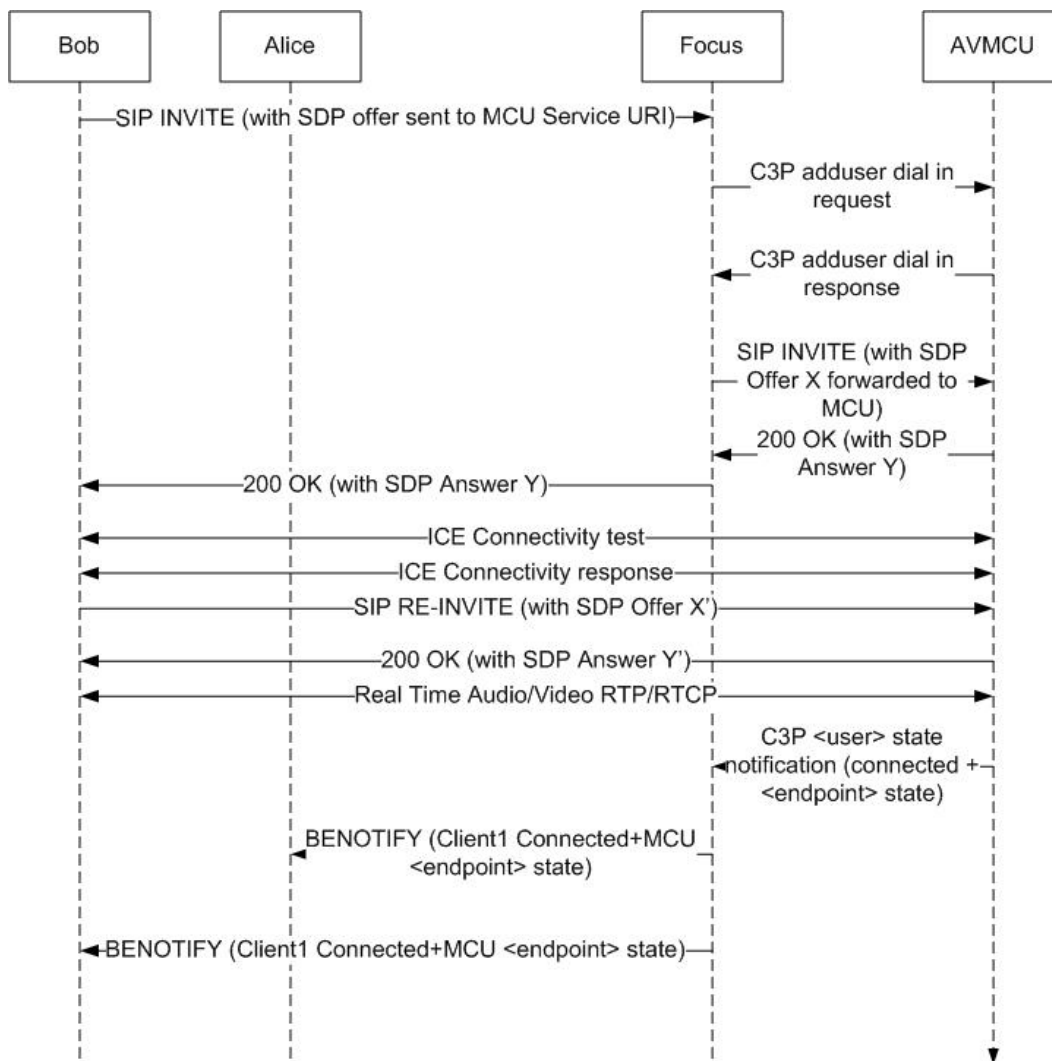 Bob
Alice
Focus
AVMCU
SIP INVITE (with SDP offer sent to MCU Service URI)
C3P adduser dial in
request
C3P adduser dial in
response
SIP INVITE (with SDP
Offer X forwarded to
MCU)
200 OK (with SDP
Answer Y)
200 OK (with SDP Answer Y)
ICE Connectivity test
ICE Connectivity response
SIP RE-INVITE (with SDP Offer X’)
200 OK (with SDP Answer Y’)
Real Time Audio/Video RTP/RTCP
C3P <user> state
notification (connected +
<endpoint> state)
BENOTIFY (Client1 Connected+MCU
<endpoint> state)
BENOTIFY (Client1 Connected+MCU <endpoint> state)